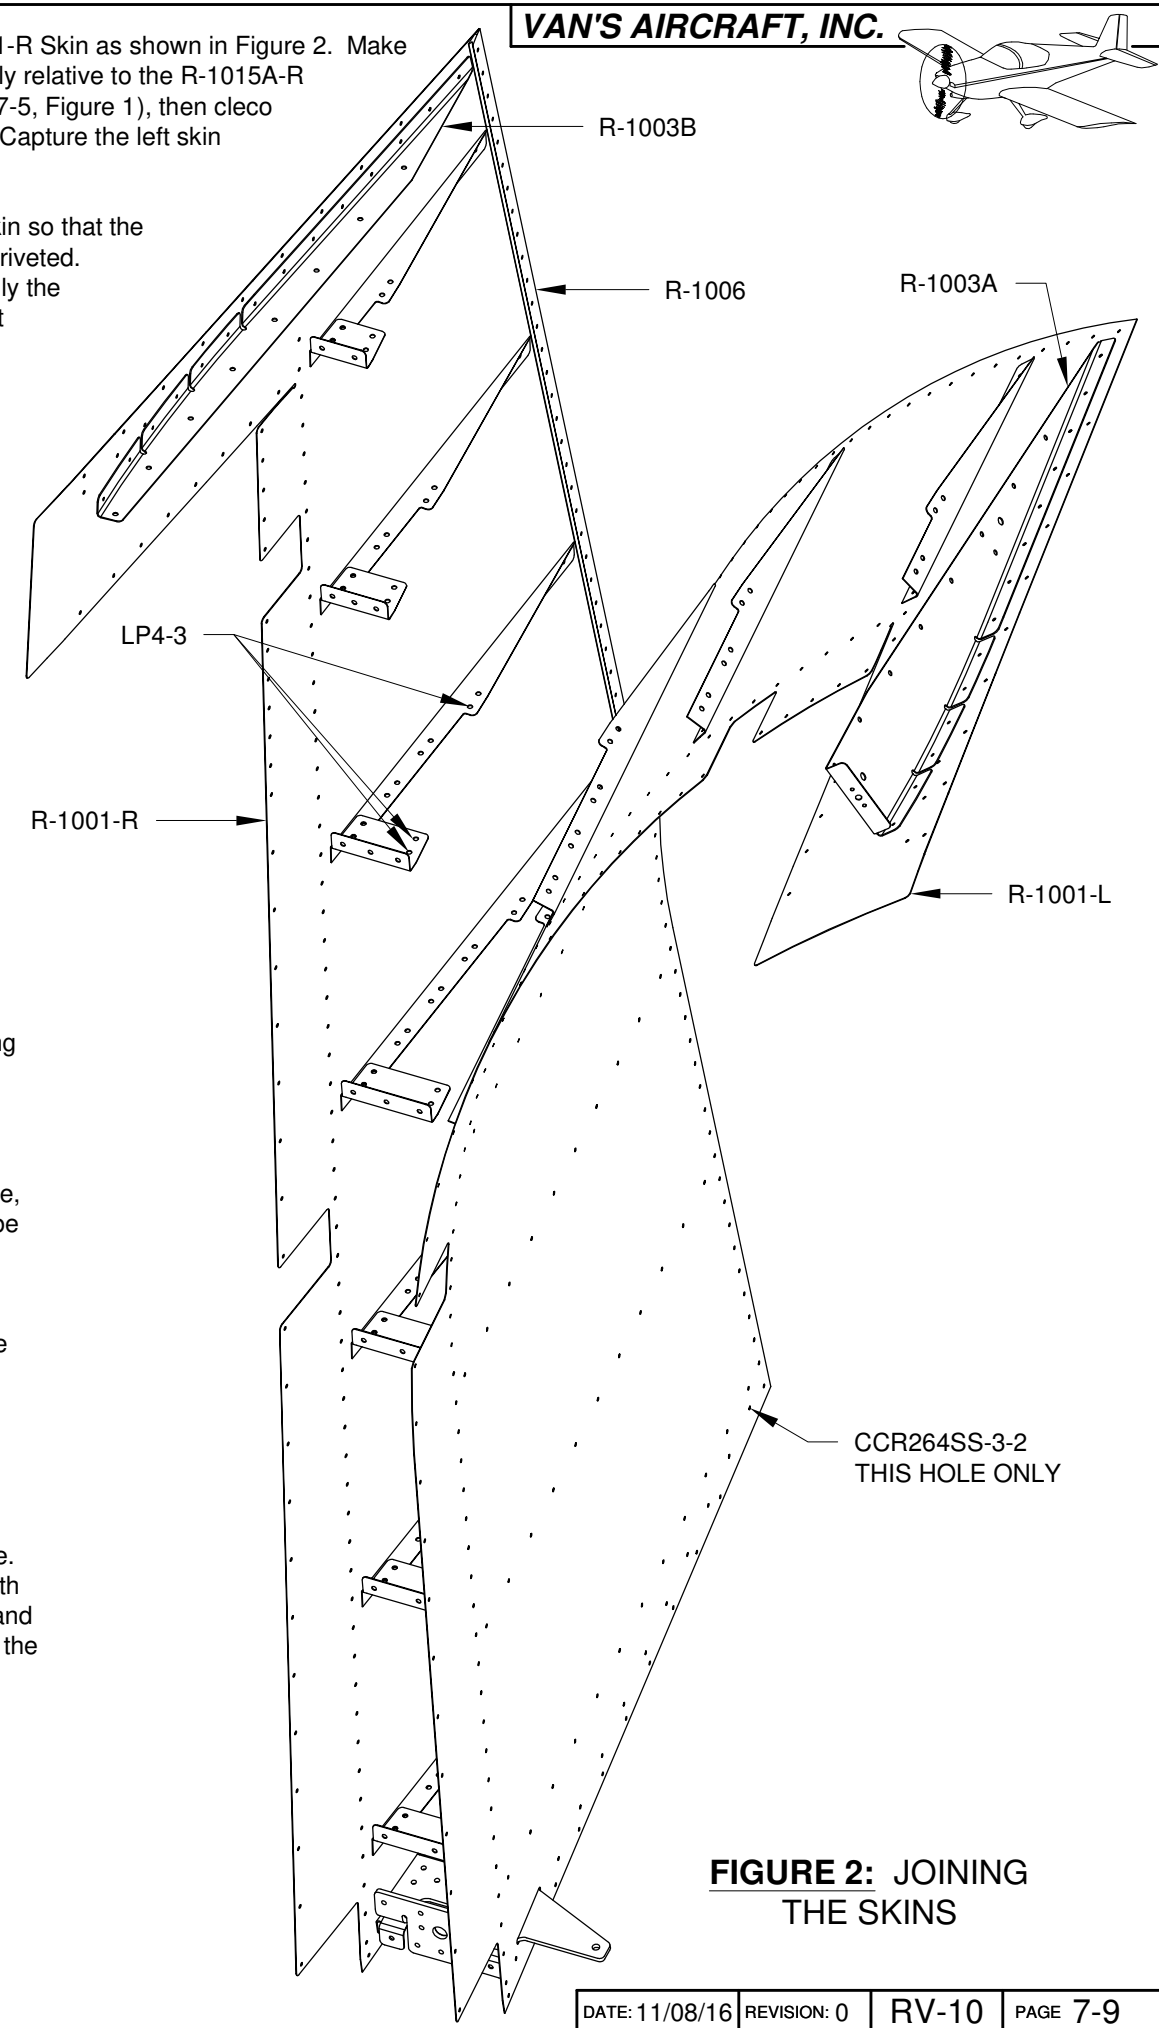 VAN'S AIRCRAFT, INC.
1-R Skin as shown in Figure 2. Make
ly relative to the R-1015A-R
7-5, Figure 1), then cleco
Capture the left skin
kin so that the
riveted.
ly the
t
R-1003B
R-1006
R-1003A
LP4-3
R-1001-R
R-1001-L
ng
e,
be
e
CCR264SS-3-2
THIS HOLE ONLY
e.
th
and
the
FIGURE 2: JOINING
THE SKINS
DATE: 11/08/16 REVISION: 0 RV-10 PAGE 7-9